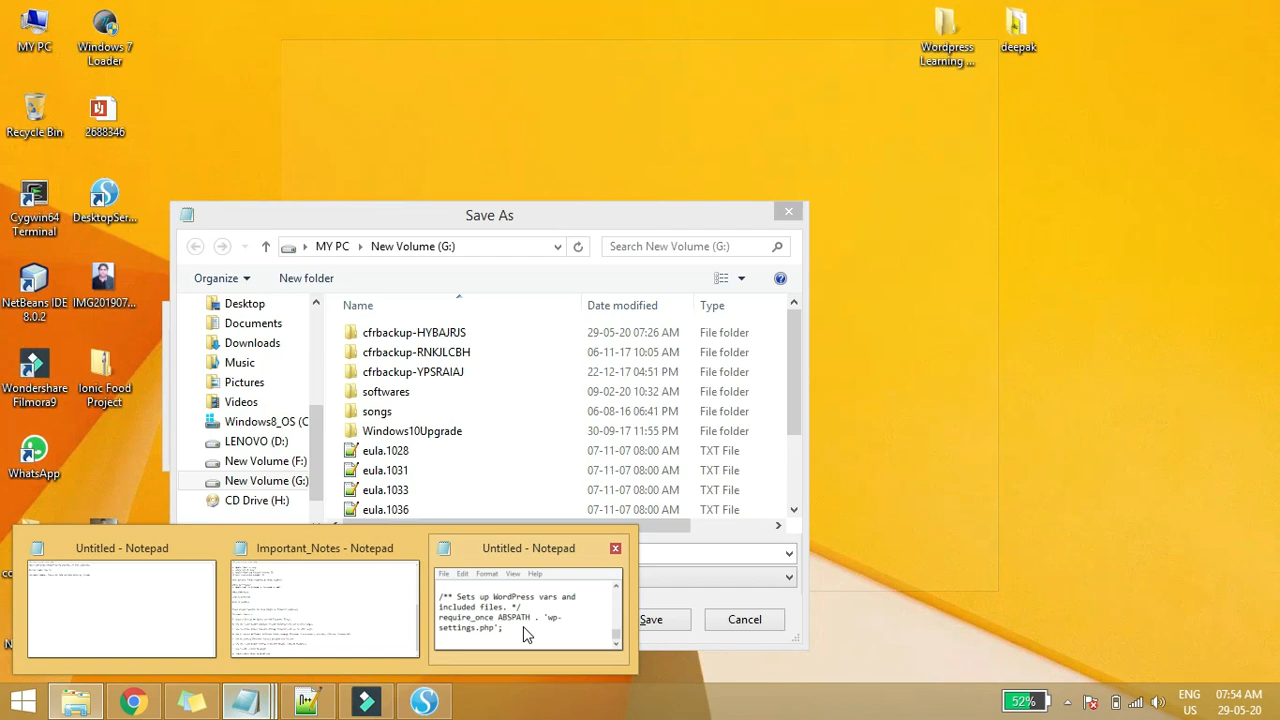 MY PC
Windows 7
Loader
Wordpress
Learning ...
deepak
Recycle Bin
2688346
Cygwin64
Terminal
DesktopSer...
NetBeans IDE
8.0.2
IMG201907...
Wondershare
Filmora9
Ionic Food
Project
WhatsApp
Save As
MY PC
New Volume (G:)
Search New Volume (G:)
Organize
New folder
Name
Date modified
Type
Desktop
Documents
Downloads
Music
Pictures
Videos
Windows8_OS (C
LENOVO (D:)
New Volume (F:)
New Volume (G:)
CD Drive (H:)
cfrbackup-HYBAJRJS 29-05-20 07:26 AM File folder
cfrbackup-RNKJLCBH 06-11-17 10:05 AM File folder
cfrbackup-YPSRAIAJ 22-12-17 04:51 PM File folder
softwares 09-02-20 10:32 AM File folder
songs 06-08-16 06:41 PM File folder
Windows10Upgrade 30-09-17 11:55 PM File folder
eula.1028 07-11-07 08:00 AM TXT File
eula.1031 07-11-07 08:00 AM TXT File
eula.1033 07-11-07 08:00 AM TXT File
eula.1036 07-11-07 08:00 AM TXT File
Save
Cancel
Untitled - Notepad
Important_Notes - Notepad
Untitled - Notepad
File Edit Format View Help
/** Sets up WordPress vars and
included files. */
require_once ABSPATH . 'wp-
settings.php';
52%
ENG
US
07:54 AM
29-05-20